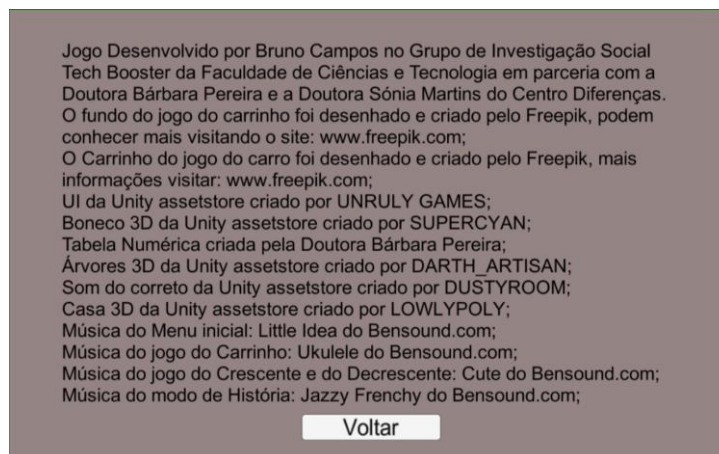 Jogo Desenvolvido por Bruno Campos no Grupo de Investigação Social
Tech Booster da Faculdade de Ciências e Tecnologia em parceria com a
Doutora Bárbara Pereira e a Doutora Sónia Martins do Centro Diferenças.
O fundo do jogo do carrinho foi desenhado e criado pelo Freepik, podem
conhecer mais visitando o site: www.freepik.com;
O Carrinho do jogo do carro foi desenhado e criado pelo Freepik, mais
informações visitar: www.freepik.com;
UI da Unity assetstore criado por UNRULY GAMES;
Boneco 3D da Unity assetstore criado por SUPERCYAN;
Tabela Numérica criada pela Doutora Bárbara Pereira;
Árvores 3D da Unity assetstore criado por DARTH_ARTISAN;
Som do correto da Unity assetstore criado por DUSTYROOM;
Casa 3D da Unity assetstore criado por LOWLYPOLY;
Música do Menu inicial: Little Idea do Bensound.com;
Música do jogo do Carrinho: Ukulele do Bensound.com;
Música do jogo do Crescente e do Decrescente: Cute do Bensound.com;
Música do modo de História: Jazzy Frenchy do Bensound.com;
Voltar